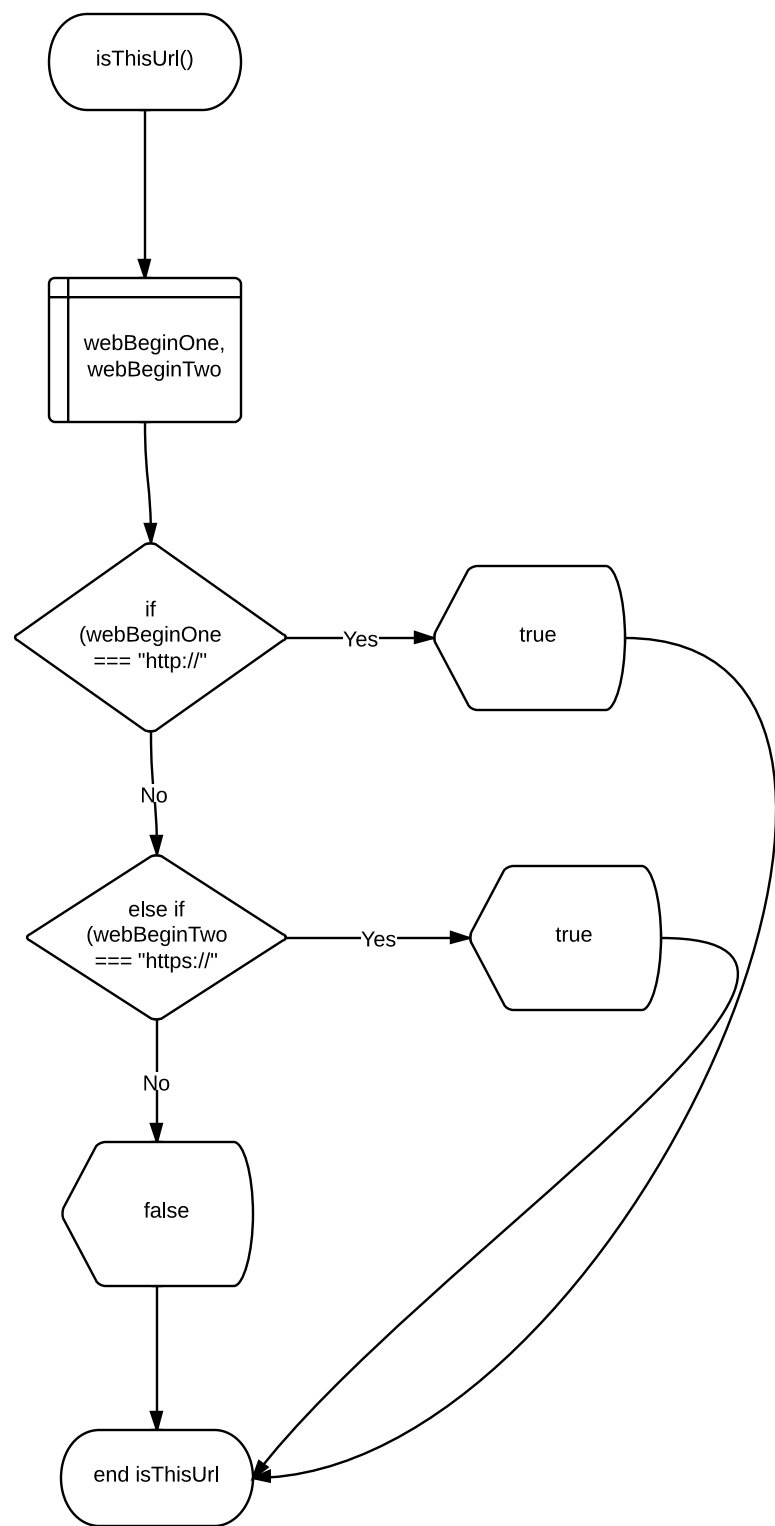 isThisUrl()
webBeginOne,
webBeginTwo
if
(webBeginOne
=== "http://"
Yes
true
No
else if
(webBeginTwo
=== "https://"
Yes
true
No
false
end isThisUrl